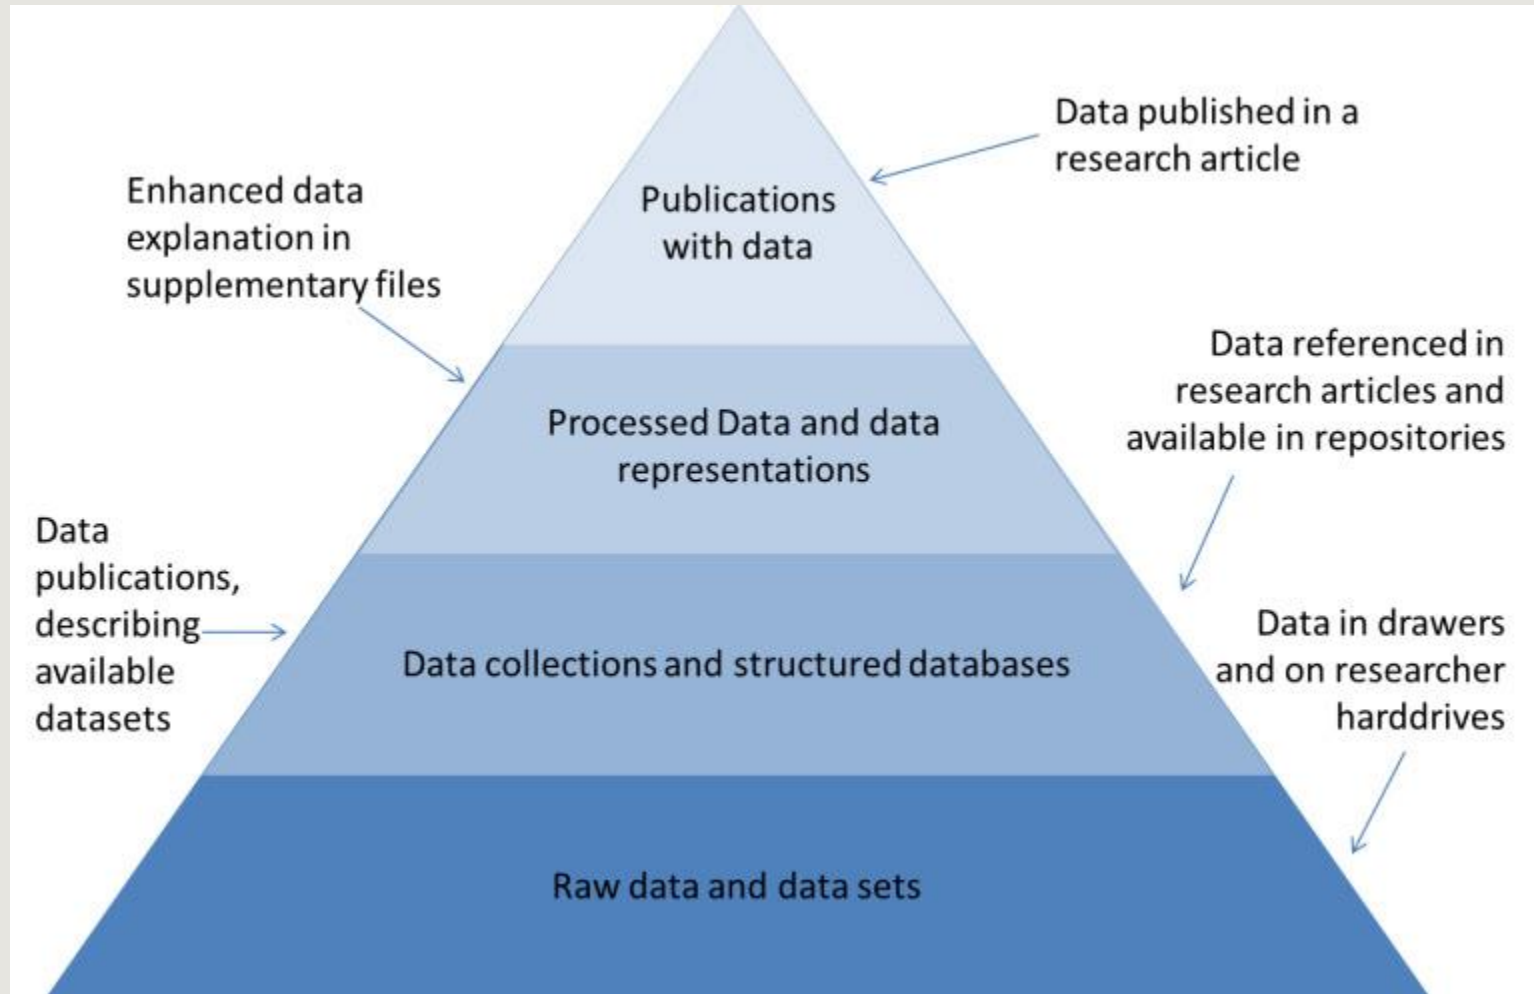 Data published in a
research article
Enhanced data
explanation in
supplementary files
Publications
with data
Data referenced in
research articles and
available in repositories
Processed Data and data
representations
Data
publications,
describing
available
datasets
Data collections and structured databases
Data in drawers
and on researcher
harddrives
Raw data and data sets